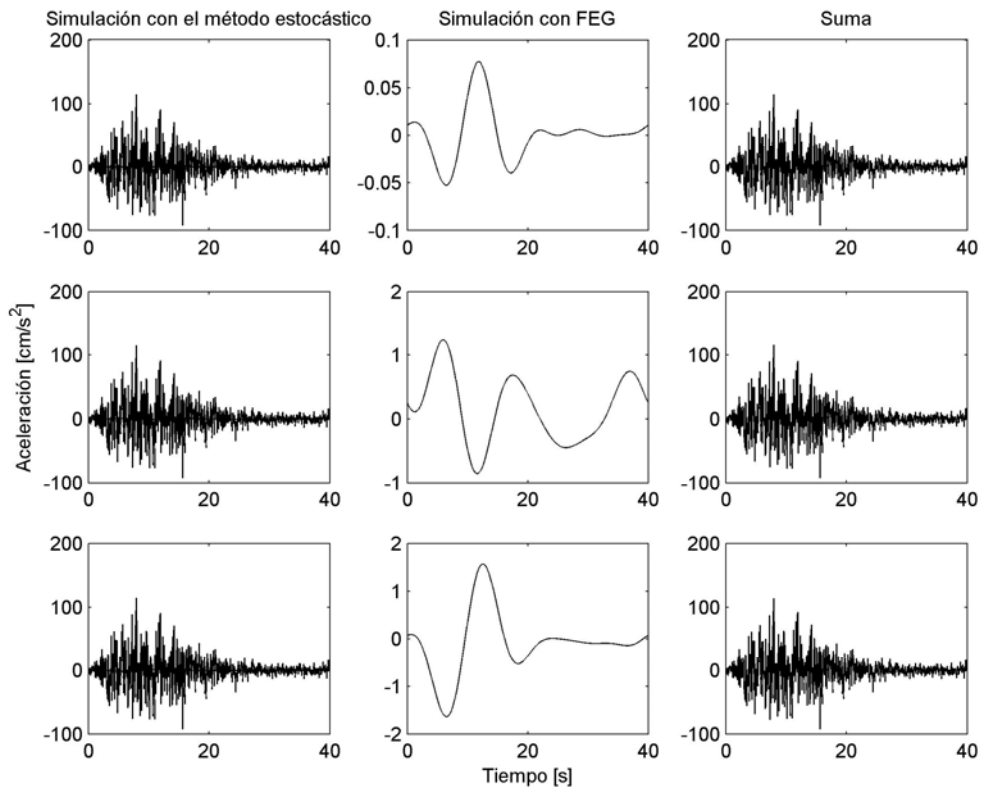 Simulación con el método estocástico Simulación con FEG Suma
200 0.1 200
100 0.05 100
0 0 0
-0.05
-100 -0.1 -100
0 20 40 0 20 40 0 20 40
200 2 200
100 1 100
0 0 0
-100 -1 -100
0 20 40 0 20 40 0 20 40
Aceleración [cm/s²]
200 2 200
100 1 100
0 0 0
-1
-100 -2 -100
0 20 40 0 20 40 0 20 40
Tiempo [s]